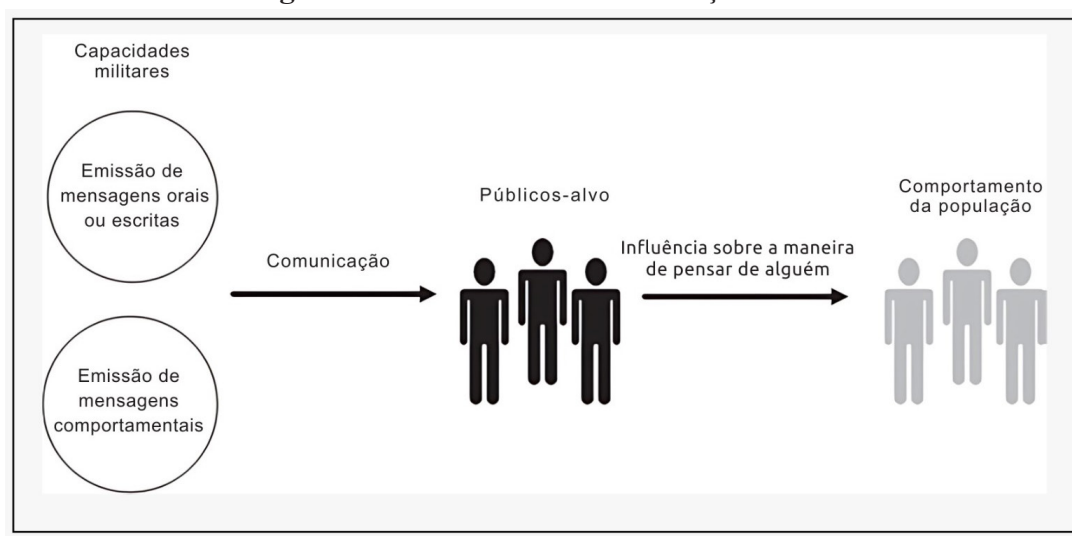 Capacidades
militares
Emissão de
mensagens orais
ou escritas
Emissão de
mensagens
comportamentais
Comunicação
Públicos-alvo
Influência sobre a maneira
de pensar de alguém
Comportamento
da população